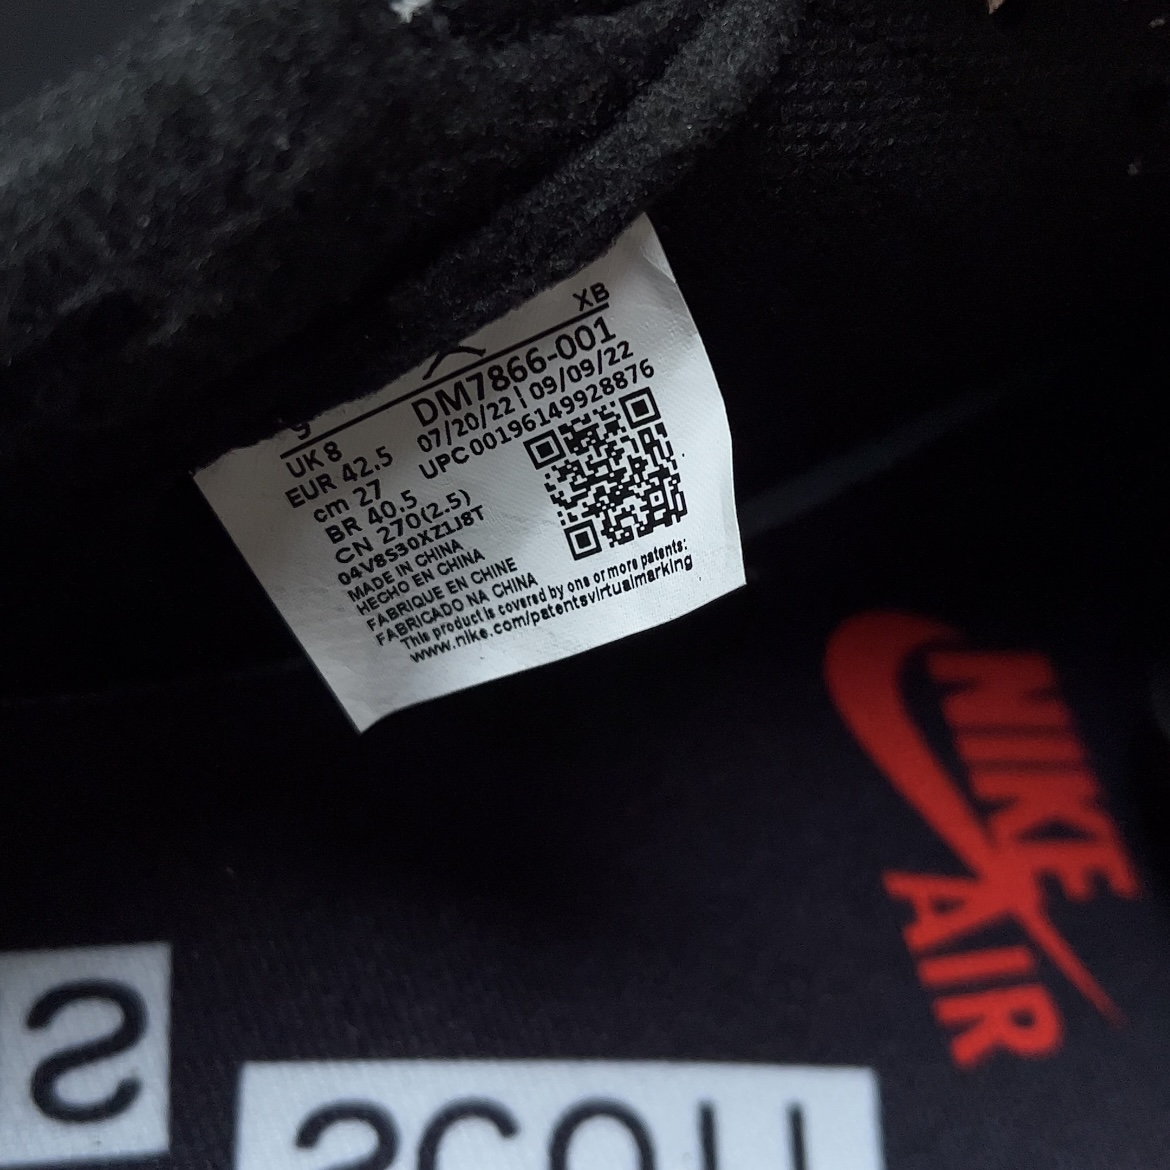 XB
9
DM7866-001
UK 8
07/20/22 | 09/09/22
EUR 42.5
UPC00196149928876
cm 27
BR 40.5
CN 270(2.5)
04V8S30XZ1J8T
MADE IN CHINA
HECHO EN CHINA
FABRIQUE EN CHINE
FABRICADO NA CHINA
This product is covered by one or more patents:
www.nike.com/patentsvirtualmarking
NIKE
AIR
S